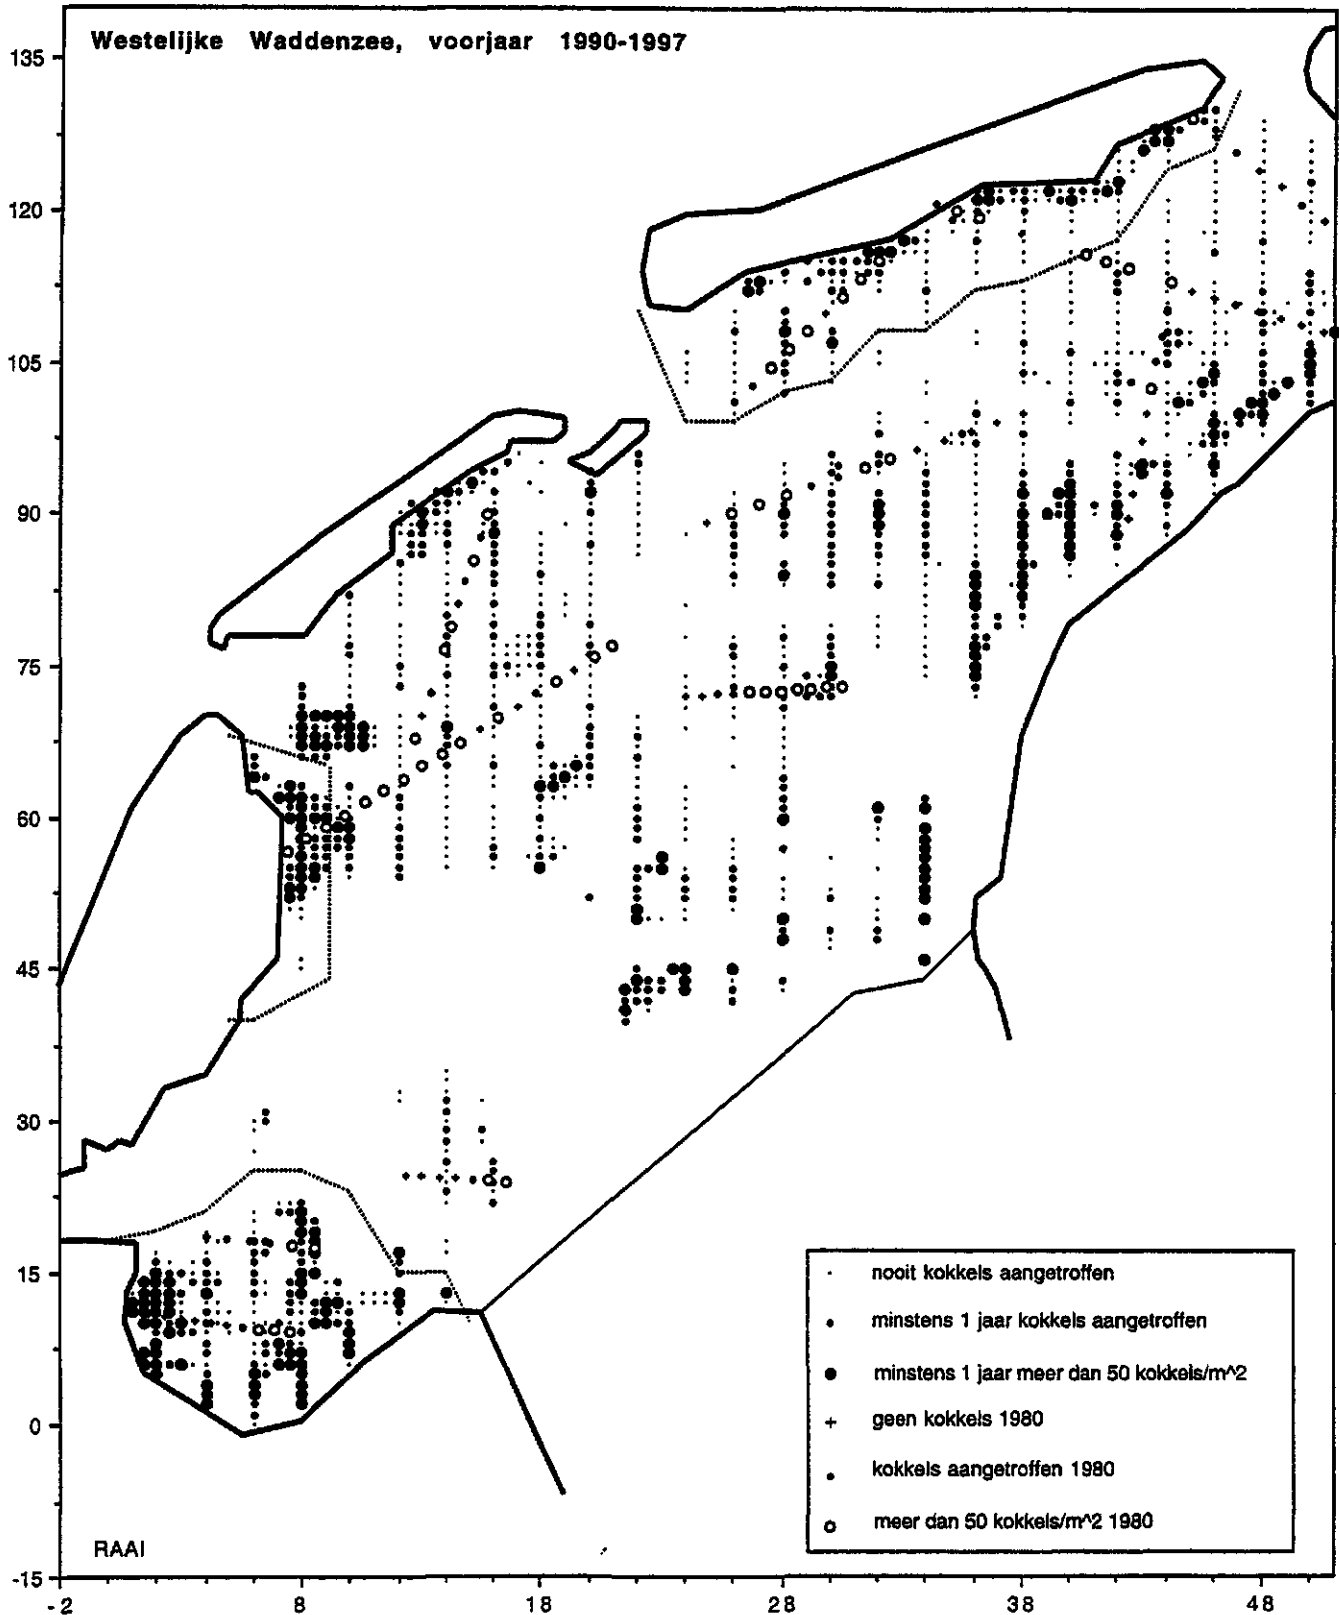 Westelijke Waddenzee, voorjaar 1990-1997
135
120
105
90
75
60
45
30
15
0
-15
nooit kokkels aangetroffen
minstens 1 jaar kokkels aangetroffen
minstens 1 jaar meer dan 50 kokkels/m^2
geen kokkels 1980
kokkels aangetroffen 1980
meer dan 50 kokkels/m^2 1980
RAAI
-2 8 18 28 38 48